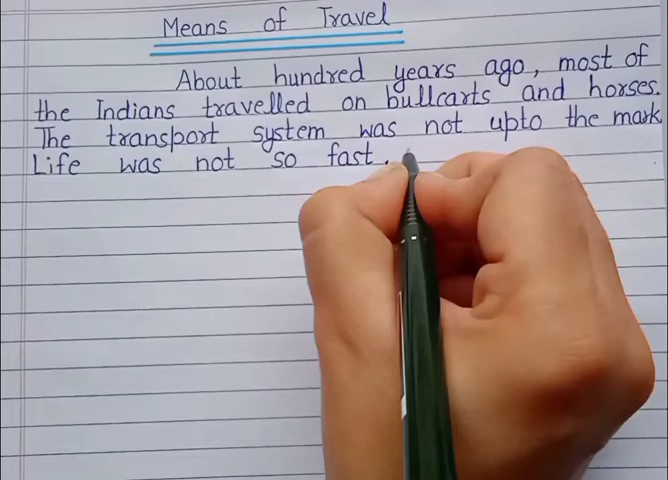 Means of Travel
About hundred years ago, most of
the Indians travelled on bullcarts and horses.
The transport system was not upto the mark.
Life was not so fast.